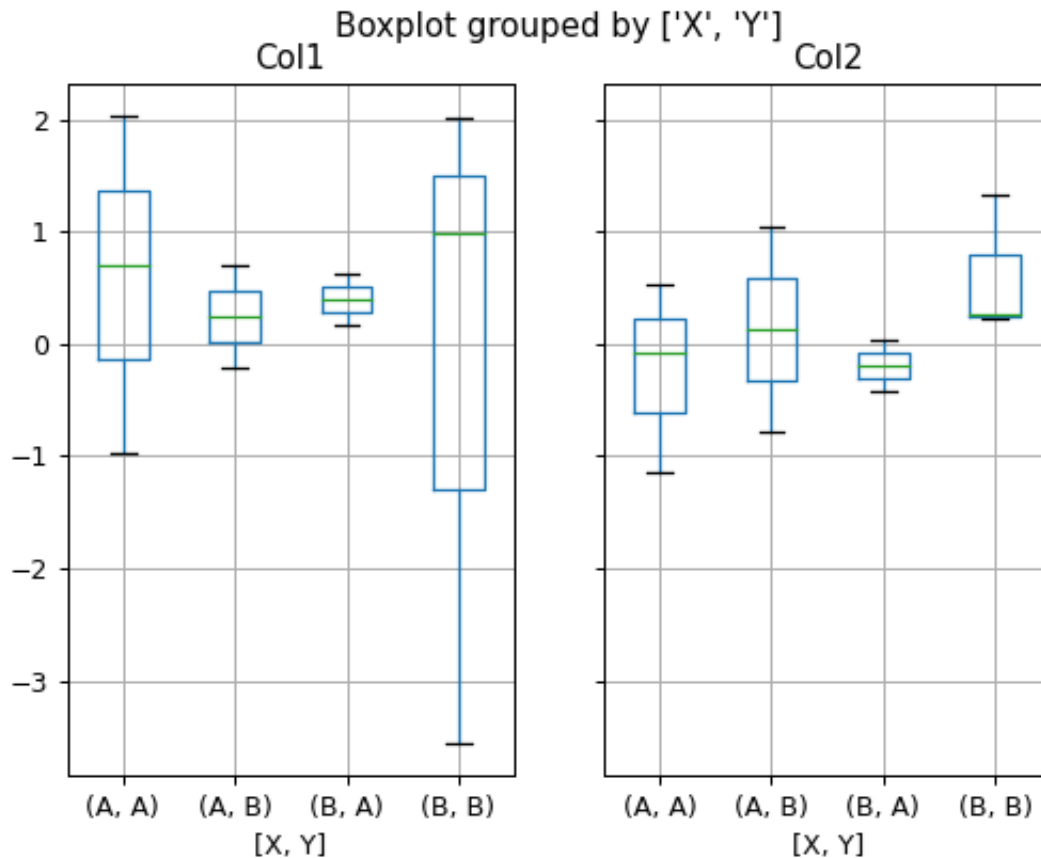 Boxplot grouped by ['X', 'Y']
Col1 Col2
2
1
0
−1
−2
−3
(A, A) (A, B) (B, A) (B, B) (A, A) (A, B) (B, A) (B, B)
[X, Y] [X, Y]